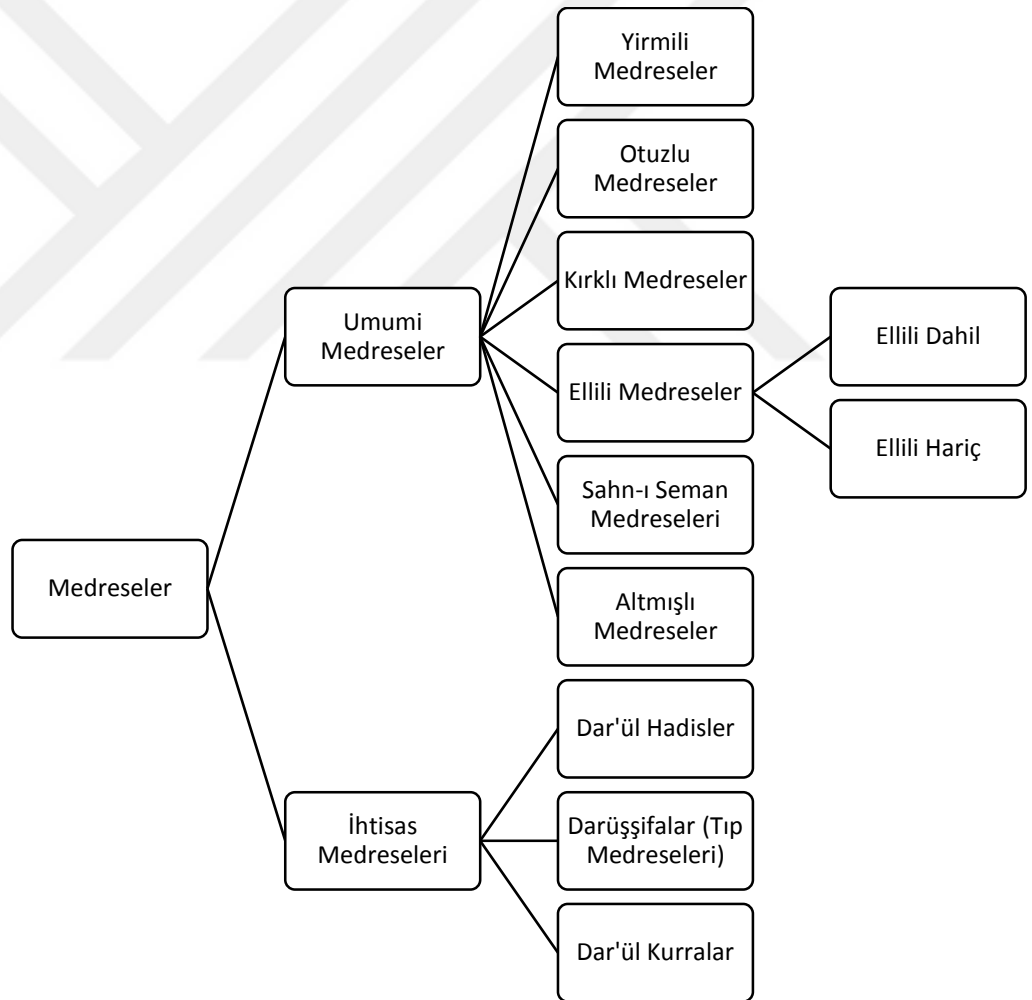 Medreseler
Umumi
Medreseler
Yirmili
Medreseler
Otuzlu
Medreseler
Kırklı Medreseler
Ellili Medreseler
Ellili Dahil
Ellili Hariç
Sahn-ı Seman
Medreseleri
Altmışlı
Medreseler
İhtisas
Medreseleri
Dar'ül Hadisler
Darüşşifalar (Tıp
Medreseleri)
Dar'ül Kurralar